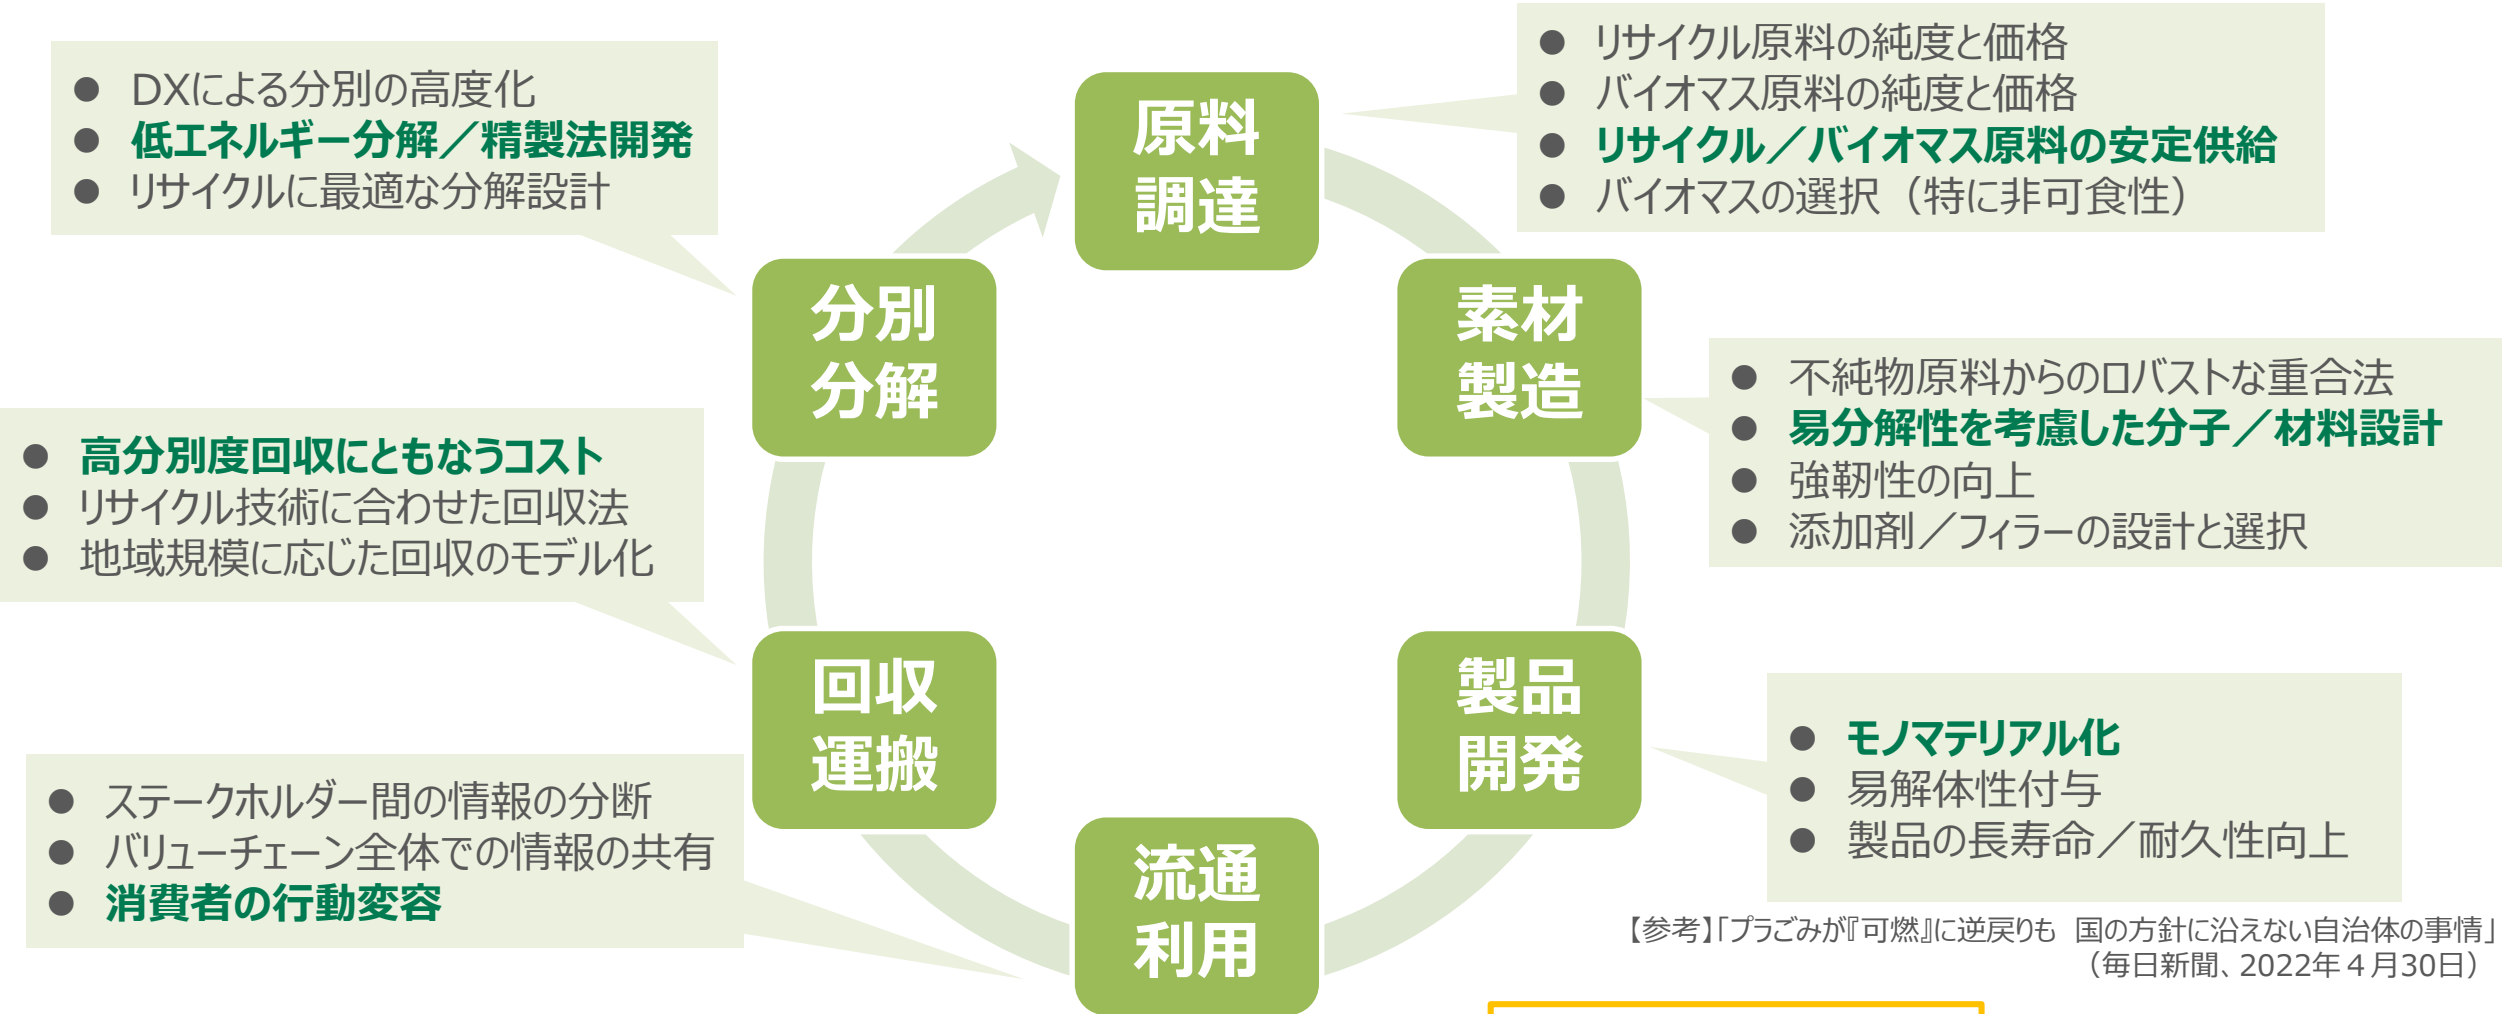 原料
調達
リサイクル原料の純度と価格
バイオマス原料の純度と価格
リサイクル／バイオマス原料の安定供給
バイオマスの選択（特に非可食性）
素材
製造
不純物原料からのロバストな重合法
易分解性を考慮した分子／材料設計
強靭性の向上
添加剤／フィラーの設計と選択
製品
開発
モノマテリアル化
易解体性付与
製品の長寿命／耐久性向上
流通
利用
ステークホルダー間の情報の分断
バリューチェーン全体での情報の共有
消費者の行動変容
回収
運搬
高分別度回収にともなうコスト
リサイクル技術に合わせた回収法
地域規模に応じた回収のモデル化
分別
分解
DXによる分別の高度化
低エネルギー分解／精製法開発
リサイクルに最適な分解設計
【参考】「プラごみが『可燃』に逆戻りも　国の方針に沿えない自治体の事情」
（毎日新聞、2022年４月30日）